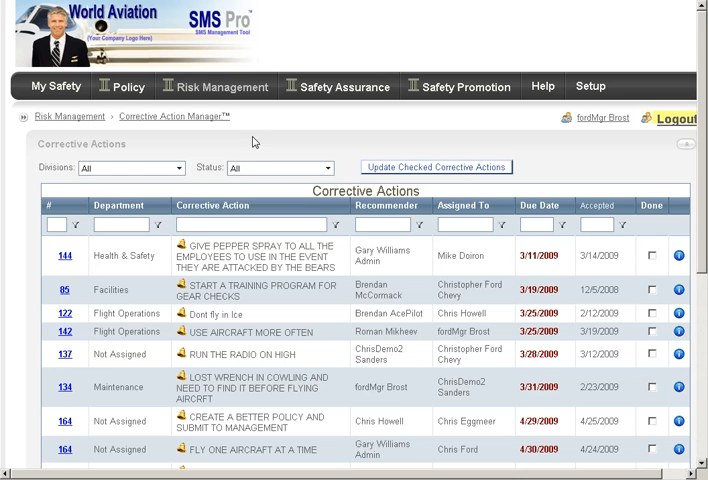 World Aviation
(Your Company Logo Here)
SMS Pro™
SMS Management Tool
My Safety
Policy
Risk Management
Safety Assurance
Safety Promotion
Help
Setup
Risk Management > Corrective Action Manager™
fordMgr Brost
Logout
Corrective Actions
Divisions: All
Status: All
Update Checked Corrective Actions
Corrective Actions
# Department Corrective Action Recommender Assigned To Due Date Accepted Done
144 Health & Safety GIVE PEPPER SPRAY TO ALL THE
EMPLOYEES TO USE IN THE EVENT
THEY ARE ATTACKED BY THE BEARS
Gary Williams
Admin
Mike Doiron 3/11/2009 3/14/2009
85 Facilities START A TRAINING PROGRAM FOR
GEAR CHECKS
Brendan
McCormack
Christopher Ford
Chevy
3/19/2009 12/5/2008
122 Flight Operations Dont fly in Ice Brendan AcePilot Chris Howell 3/25/2009 2/12/2009
142 Flight Operations USE AIRCRAFT MORE OFTEN Roman Mikheev fordMgr Brost 3/25/2009 3/19/2009
137 Not Assigned RUN THE RADIO ON HIGH
ChrisDemo2
Sanders
Christopher Ford
Chevy
3/28/2009 3/12/2009
134 Maintenance LOST WRENCH IN COWLING AND
NEED TO FIND IT BEFORE FLYING
AIRCRFT
fordMgr Brost
ChrisDemo2
Sanders
3/31/2009 2/23/2009
164 Not Assigned CREATE A BETTER POLICY AND
SUBMIT TO MANAGEMENT
Chris Howell Chris Eggmeer 4/29/2009 4/25/2009
164 Not Assigned FLY ONE AIRCRAFT AT A TIME
Gary Williams
Admin
Chris Ford 4/30/2009 4/24/2009